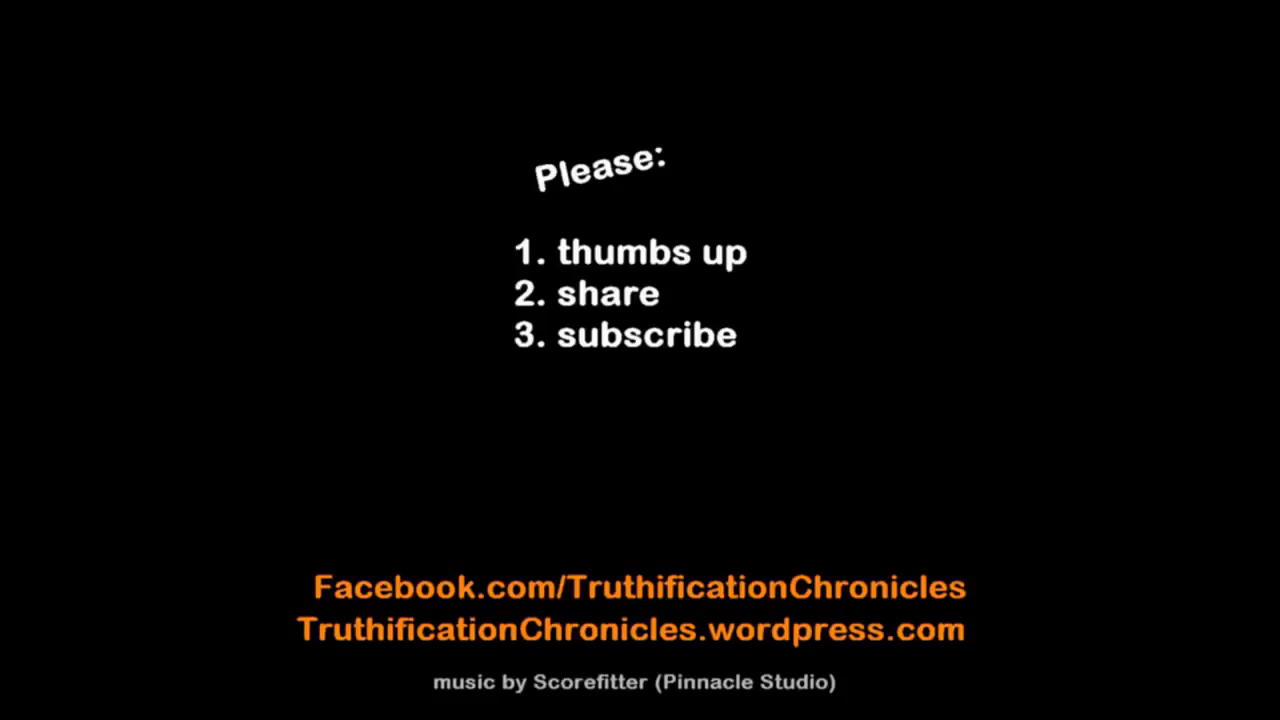 Please:
1. thumbs up
2. share
3. subscribe
Facebook.com/TruthificationChronicles
TruthificationChronicles.wordpress.com
music by Scorefitter (Pinnacle Studio)